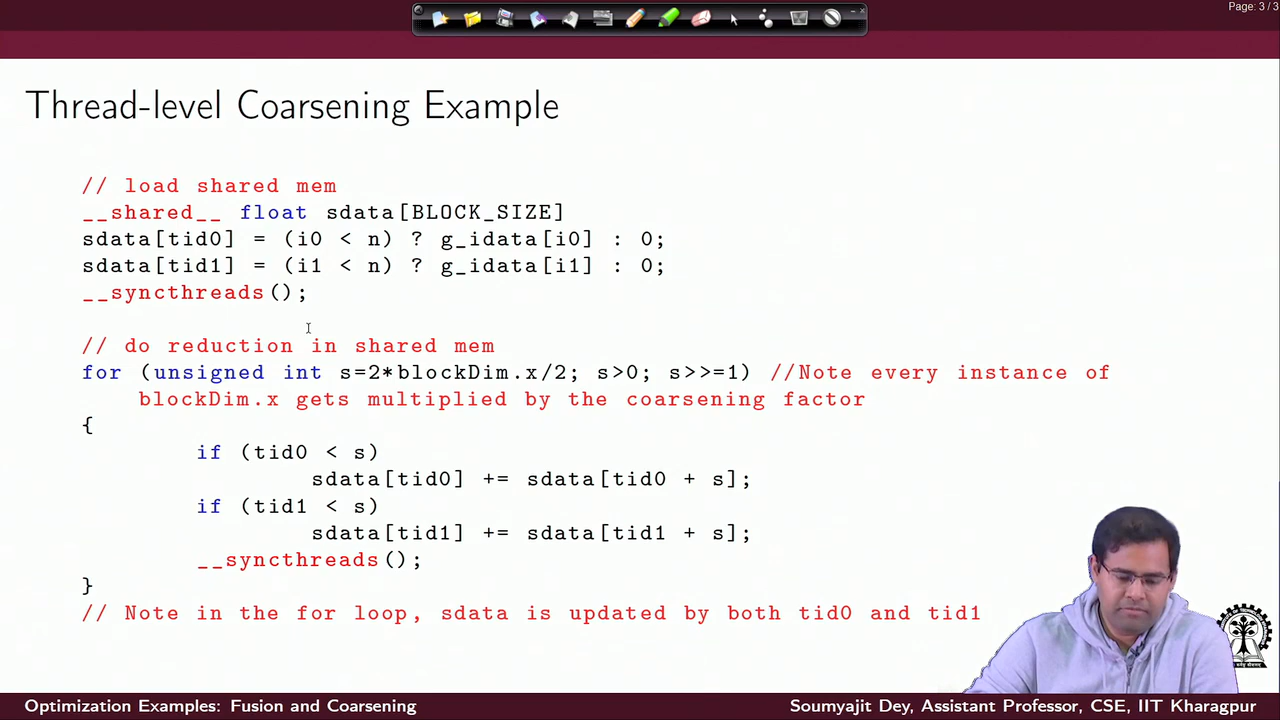 Page: 3 / 3
Thread-level Coarsening Example
// load shared mem
__shared__ float sdata[BLOCK_SIZE]
sdata[tid0] = (i0 < n) ? g_idata[i0] : 0;
sdata[tid1] = (i1 < n) ? g_idata[i1] : 0;
__syncthreads();
// do reduction in shared mem
for (unsigned int s=2*blockDim.x/2; s>0; s>>=1) //Note every instance of
blockDim.x gets multiplied by the coarsening factor
{
if (tid0 < s)
sdata[tid0] += sdata[tid0 + s];
if (tid1 < s)
sdata[tid1] += sdata[tid1 + s];
__syncthreads();
}
// Note in the for loop, sdata is updated by both tid0 and tid1
Optimization Examples: Fusion and Coarsening
Soumyajit Dey, Assistant Professor, CSE, IIT Kharagpur